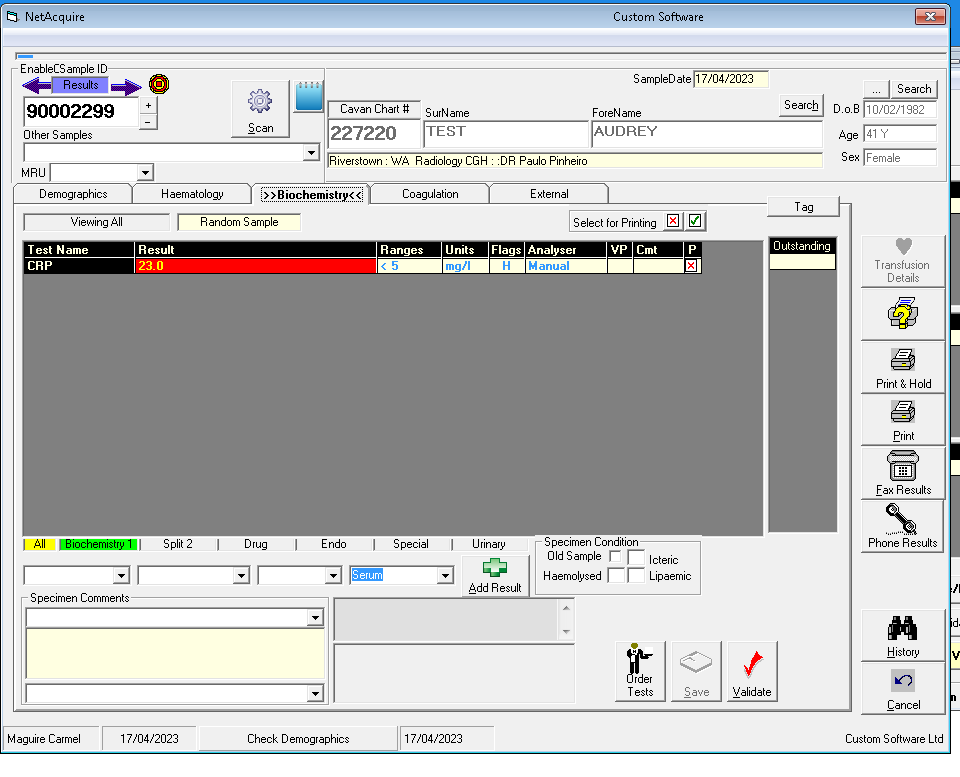 NetAcquire
Custom Software
EnableCSample ID
Results
90002299
+
-
Other Samples
MRU
Scan
SampleDate 17/04/2023
Cavan Chart #
227220
SurName
TEST
ForeName
AUDREY
Search
... Search
D.o.B 10/02/1982
Age 41 Y
Sex Female
Riverstown : WA Radiology CGH : :DR Paulo Pinheiro
Demographics Haematology >>Biochemistry<< Coagulation External
Viewing All Random Sample Select for Printing Tag
Test Name Result Ranges Units Flags Analyser VP Cmt P
CRP 23.0 < 5 mg/l H Manual
Outstanding
Transfusion
Details
Print & Hold
Print
Fax Results
Phone Results
All Biochemistry 1 Split 2 Drug Endo Special Urinary
Serum
Add Result
Specimen Condition
Old Sample Icteric
Haemolysed Lipaemic
Specimen Comments
Order
Tests
Save
Validate
History
Cancel
Maguire Carmel 17/04/2023 Check Demographics 17/04/2023 Custom Software Ltd